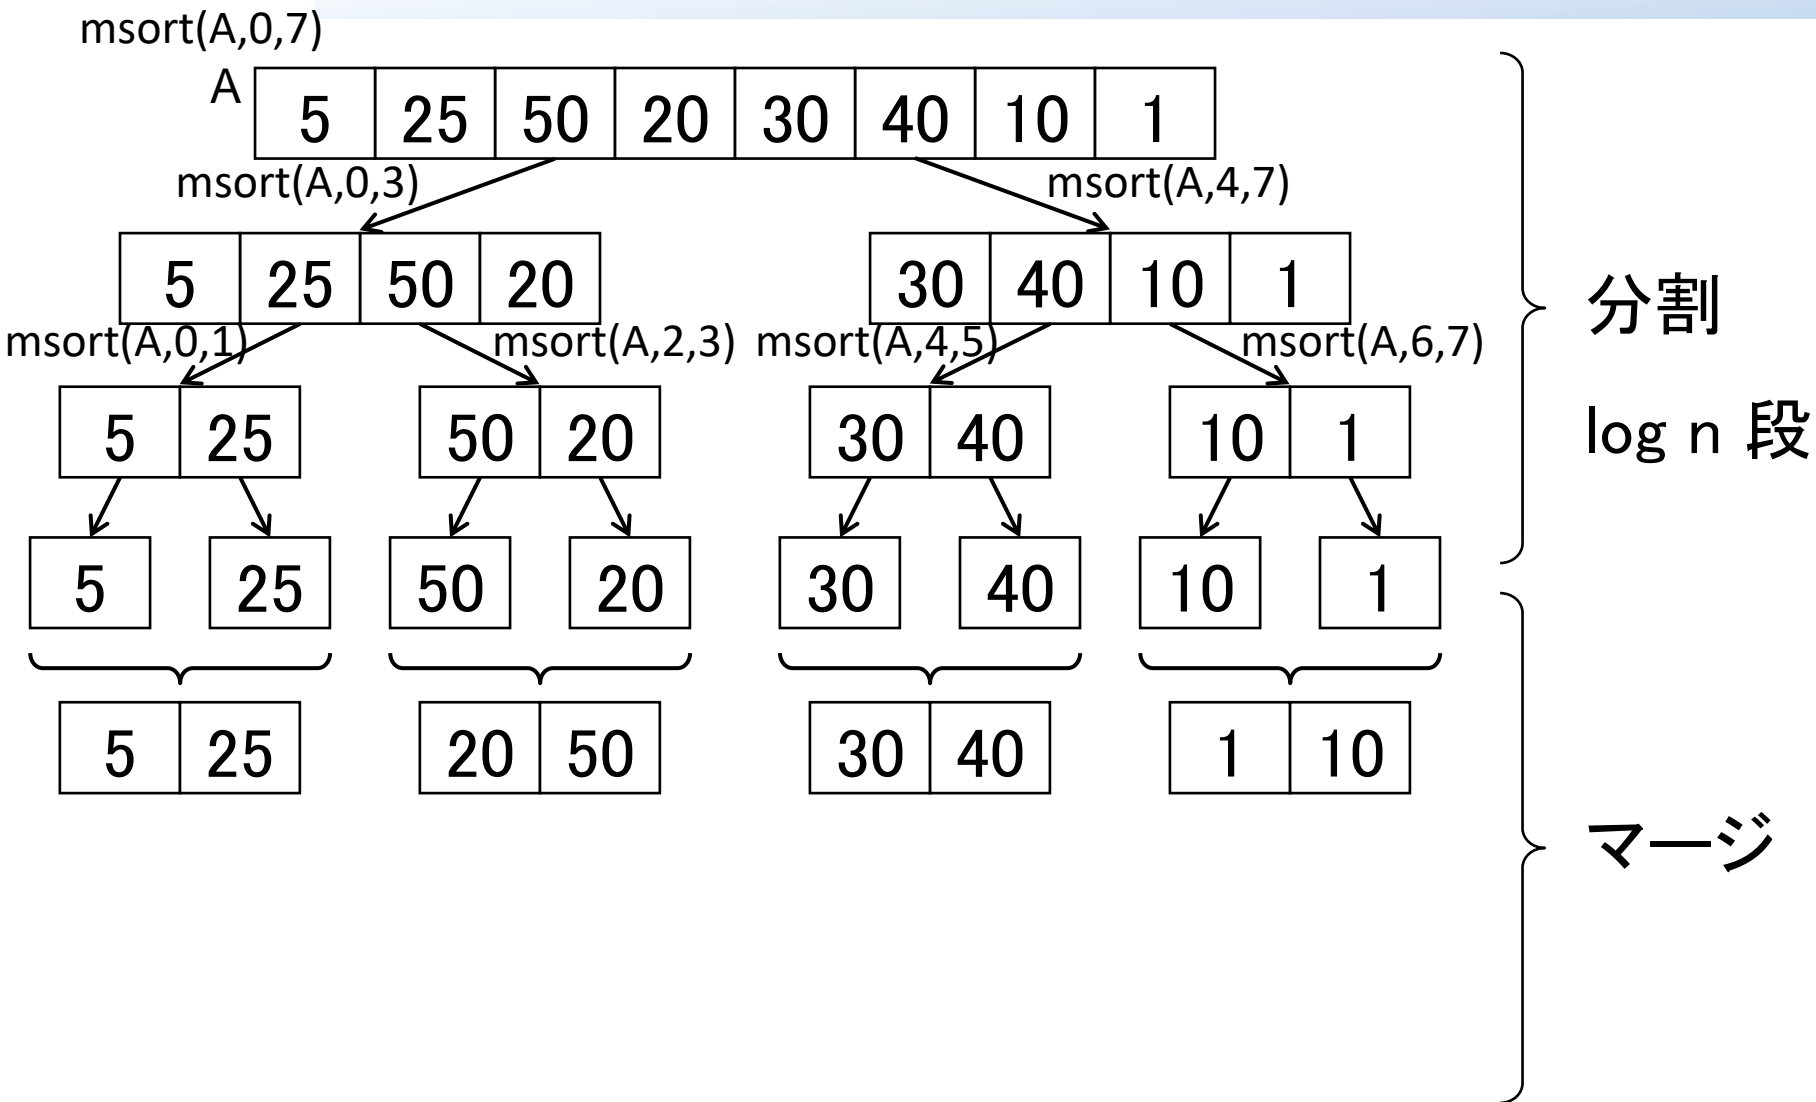 msort(A,0,7)
A 5 25 50 20 30 40 10 1
msort(A,0,3) msort(A,4,7)
5 25 50 20 30 40 10 1
分割
msort(A,0,1) msort(A,2,3) msort(A,4,5) msort(A,6,7)
5 25 50 20 30 40 10 1
log n 段
5 25 50 20 30 40 10 1
5 25 20 50 30 40 1 10
マージ